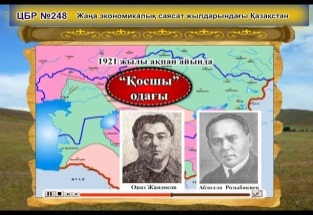 ЦБР №248 Жаңа экономикалық саясат жылдарындағы Қазақстан
1921 жылы ақпан айында
“Қосшы”
одағы
Ораз Жандосов
Абдолла Розыбакиев